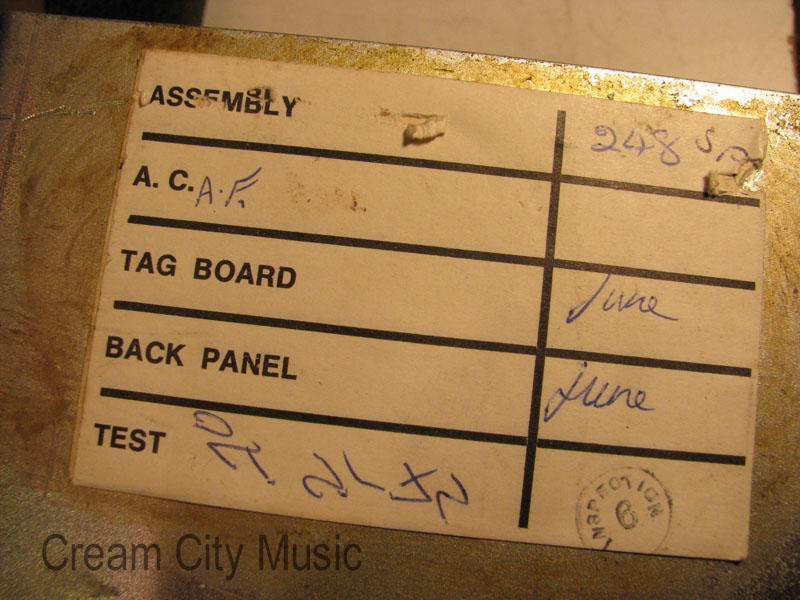 ASSEMBLY 248
A. C. A.F.
TAG BOARD June
BACK PANEL June
TEST
INSPECTION 6
Cream City Music